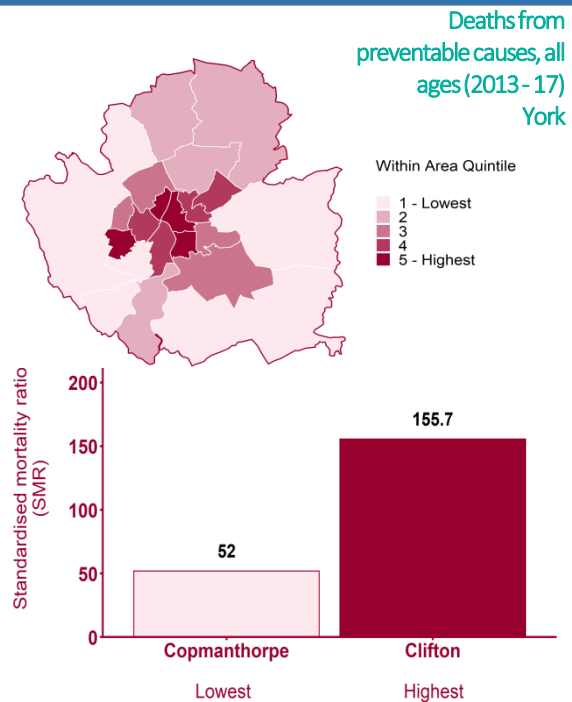 Deaths from
preventable causes, all
ages (2013 - 17)
York
Within Area Quintile
1 - Lowest
2
3
4
5 - Highest
Standardised mortality ratio
(SMR)
200
150
100
50
0
52
155.7
Copmanthorpe
Clifton
Lowest
Highest